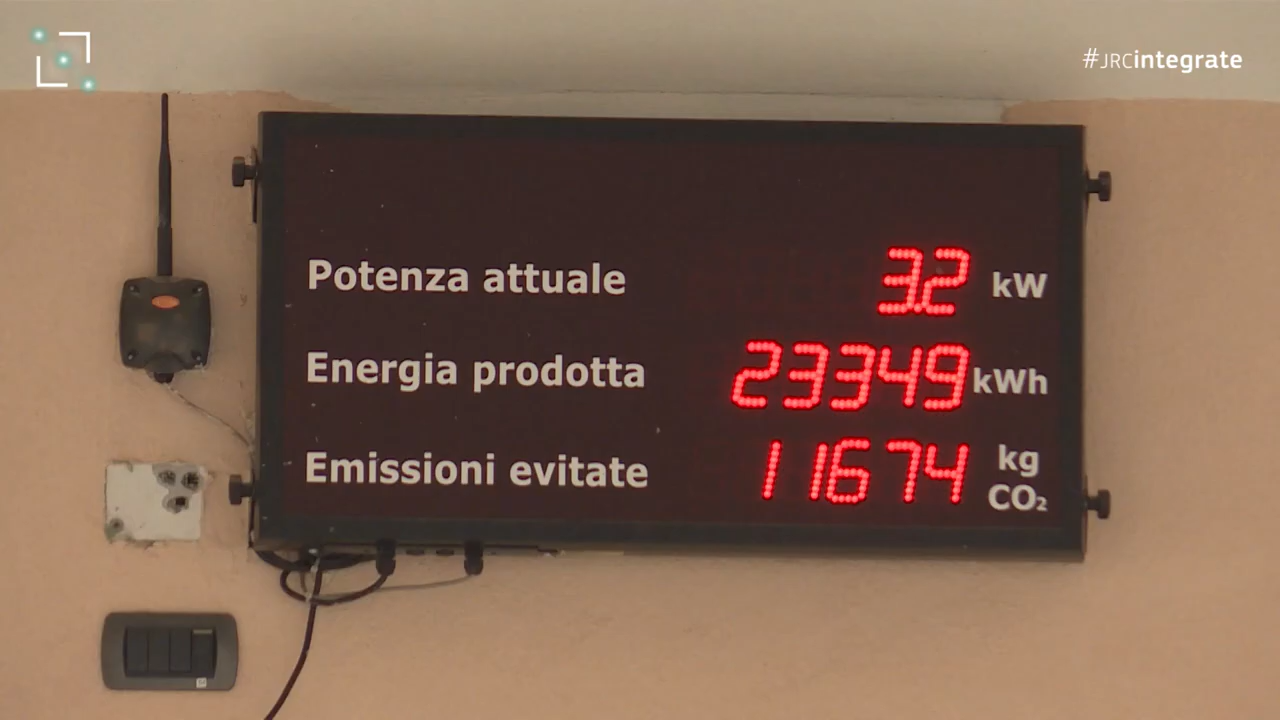 #JRCintegrate
Potenza attuale 3.2 kW
Energia prodotta 23349 kWh
Emissioni evitate 11674 kg CO₂